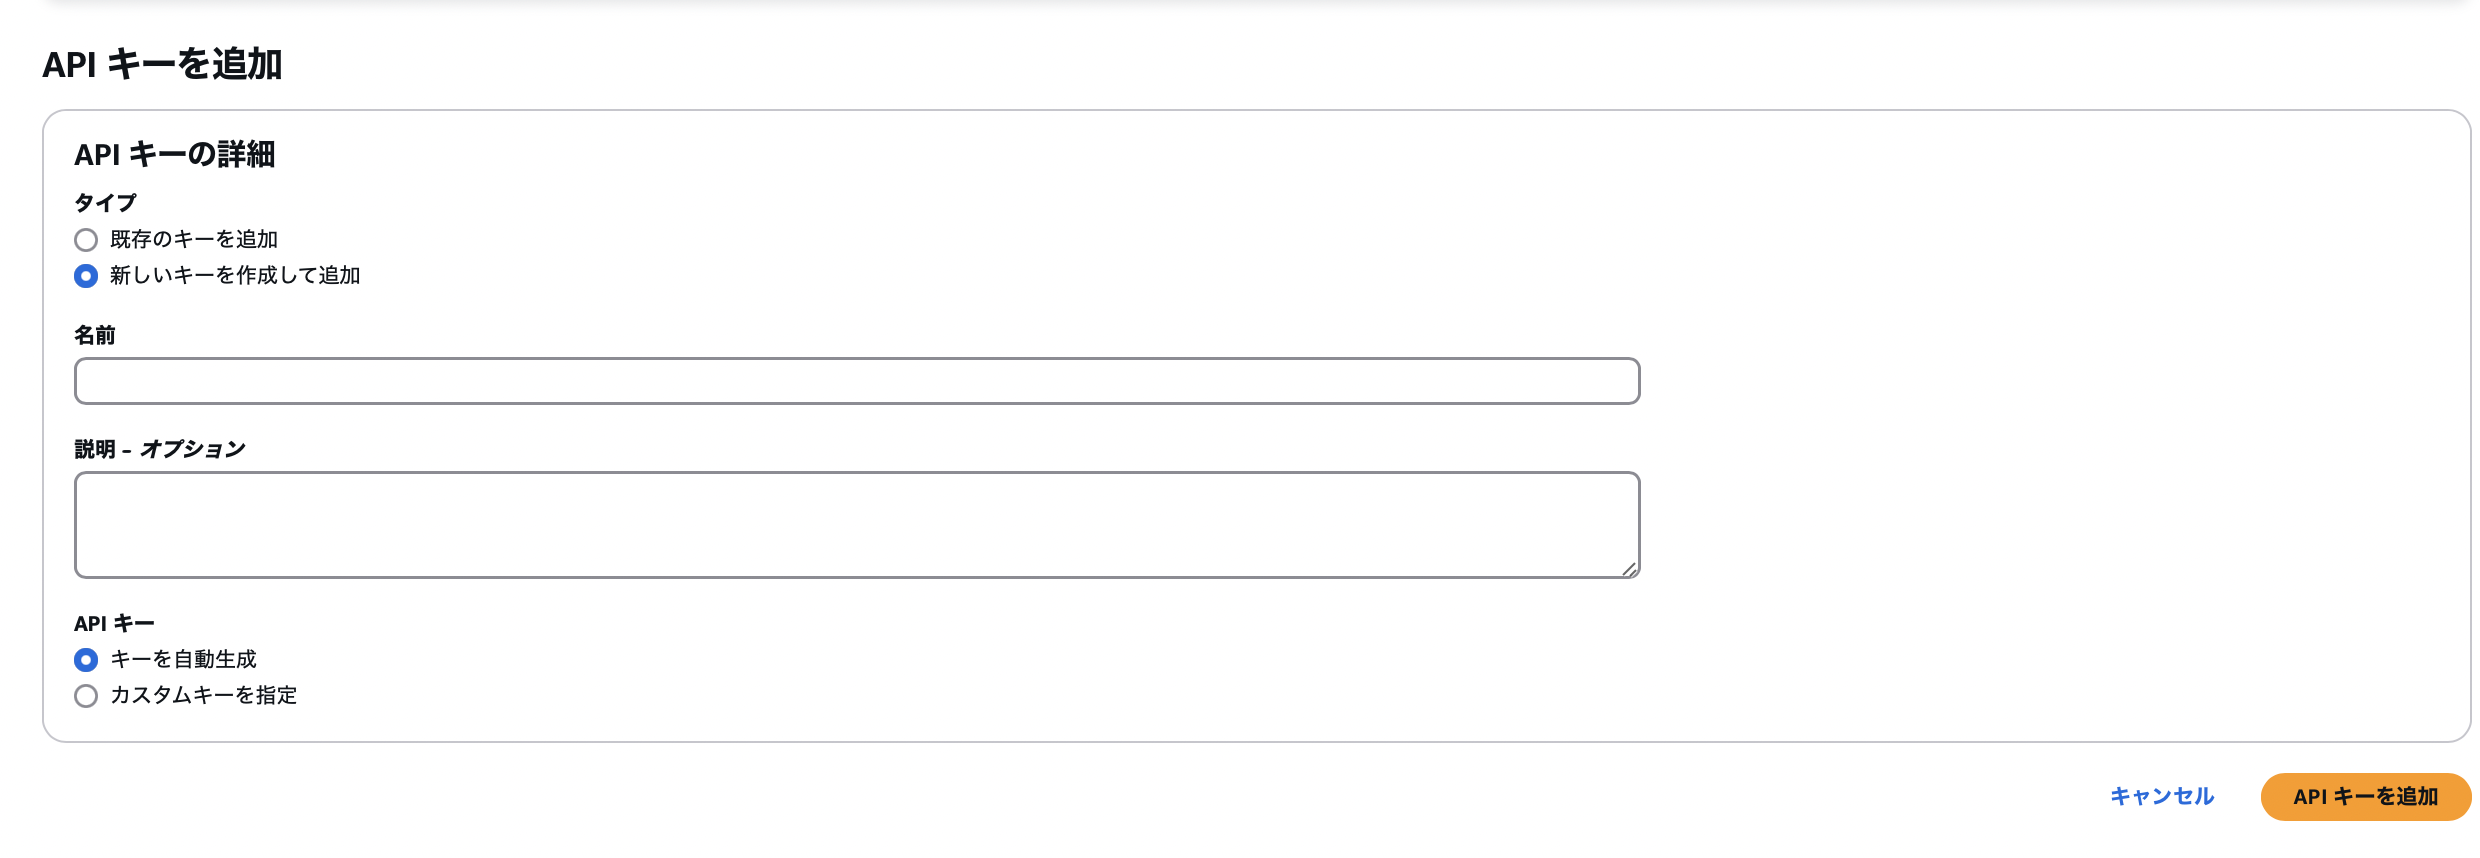 API キーを追加
API キーの詳細
タイプ
既存のキーを追加
新しいキーを作成して追加
名前
説明 - オプション
API キー
キーを自動生成
カスタムキーを指定
キャンセル
API キーを追加